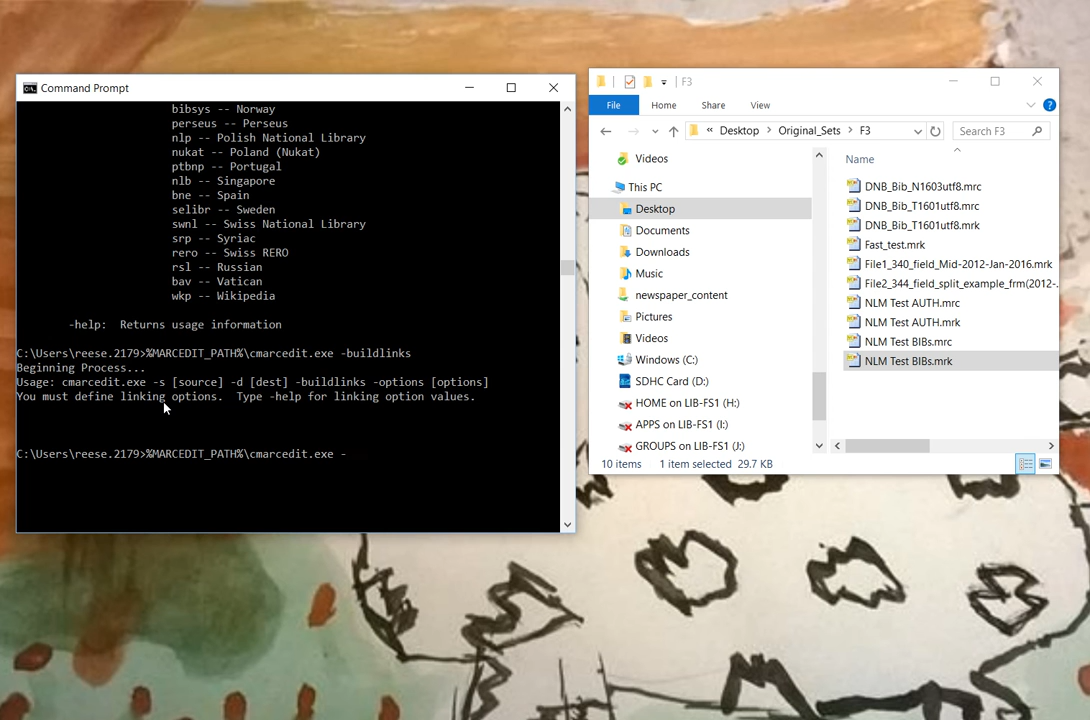 Command Prompt
bibsys -- Norway
perseus -- Perseus
nlp -- Polish National Library
nukat -- Poland (Nukat)
ptbnp -- Portugal
nlb -- Singapore
bne -- Spain
selibr -- Sweden
swnl -- Swiss National Library
srp -- Syriac
rero -- Swiss RERO
rsl -- Russian
bav -- Vatican
wkp -- Wikipedia
-help:  Returns usage information
C:\Users\reese.2179>%MARCEDIT_PATH%\cmarcedit.exe -buildlinks
Beginning Process...
Usage: cmarcedit.exe -s [source] -d [dest] -buildlinks -options [options]
You must define linking options.  Type -help for linking option values.
C:\Users\reese.2179>%MARCEDIT_PATH%\cmarcedit.exe -
F3
File Home Share View
« Desktop > Original_Sets > F3
Search F3
Videos
This PC
Desktop
Documents
Downloads
Music
newspaper_content
Pictures
Videos
Windows (C:)
SDHC Card (D:)
HOME on LIB-FS1 (H:)
APPS on LIB-FS1 (I:)
GROUPS on LIB-FS1 (J:)
Name
DNB_Bib_N1603utf8.mrc
DNB_Bib_T1601utf8.mrc
DNB_Bib_T1601utf8.mrk
Fast_test.mrk
File1_340_field_Mid-2012-Jan-2016.mrk
File2_344_field_split_example_frm(2012-.
NLM Test AUTH.mrc
NLM Test AUTH.mrk
NLM Test BIBs.mrc
NLM Test BIBs.mrk
10 items 1 item selected 29.7 KB